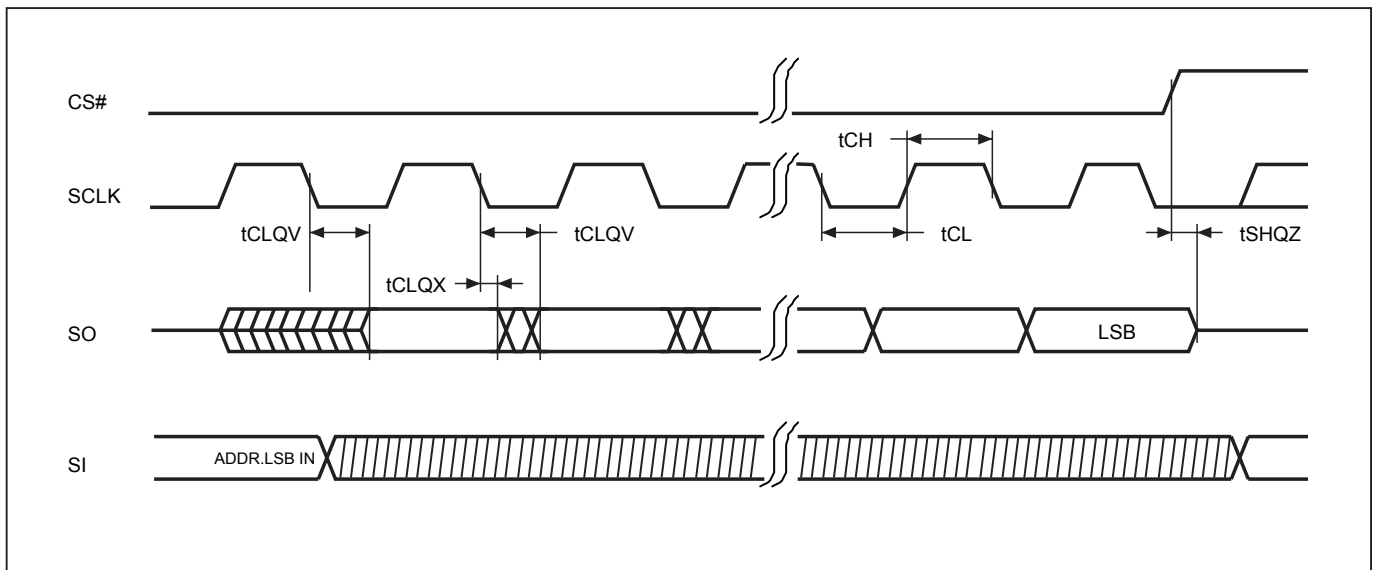 CS#
tCH
SCLK
tCLQV
tCLQV
tCL
tSHQZ
tCLQX
SO
LSB
SI
ADDR.LSB IN